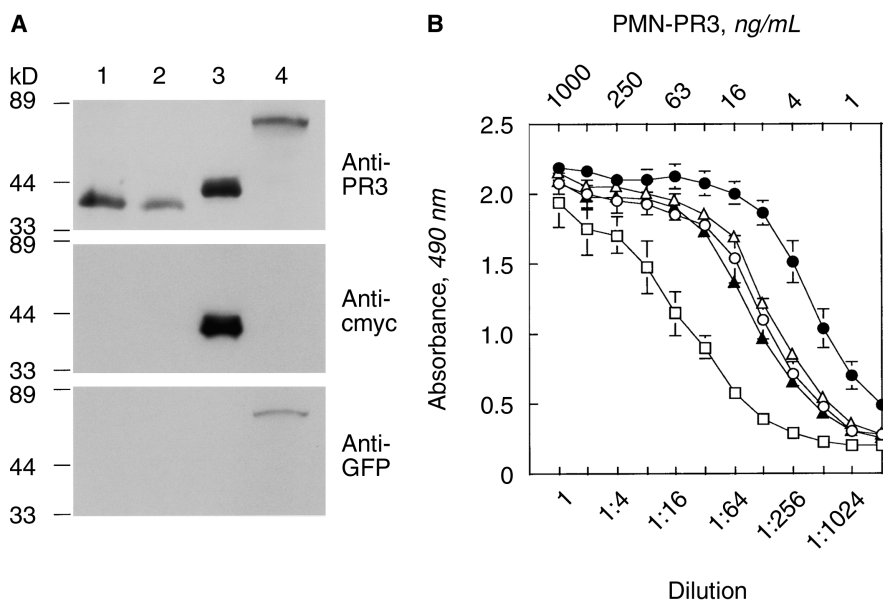 A
kD 1 2 3 4
89
44
33
Anti-
PR3
89
44
33
Anti-
cmyc
89
44
33
Anti-
GFP
B
PMN-PR3, ng/mL
1000 250 63 16 4 1
2.5
2.0
1.5
1.0
0.5
0
Absorbance, 490 nm
1 1:4 1:16 1:64 1:256 1:1024
Dilution